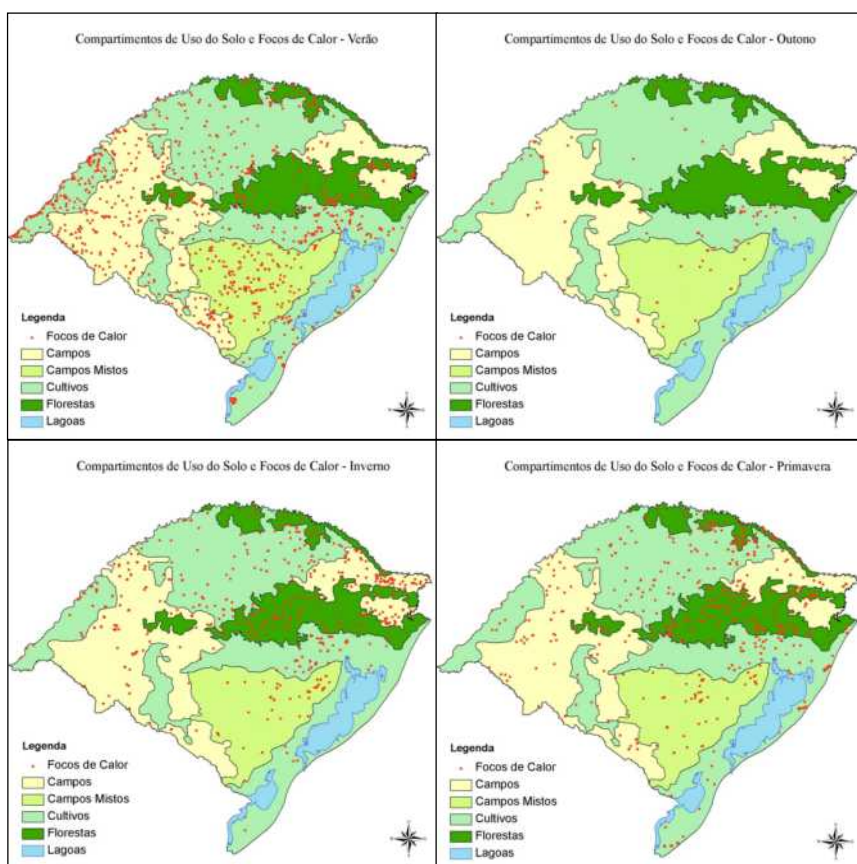 Compartimentos de Uso do Solo e Focos de Calor - Verão
Legenda
Focos de Calor
Campos
Campos Mistos
Cultivos
Florestas
Lagoas
Compartimentos de Uso do Solo e Focos de Calor - Outono
Legenda
Focos de Calor
Campos
Campos Mistos
Cultivos
Florestas
Lagoas
Compartimentos de Uso do Solo e Focos de Calor - Inverno
Legenda
Focos de Calor
Campos
Campos Mistos
Cultivos
Florestas
Lagoas
Compartimentos de Uso do Solo e Focos de Calor - Primavera
Legenda
Focos de Calor
Campos
Campos Mistos
Cultivos
Florestas
Lagoas